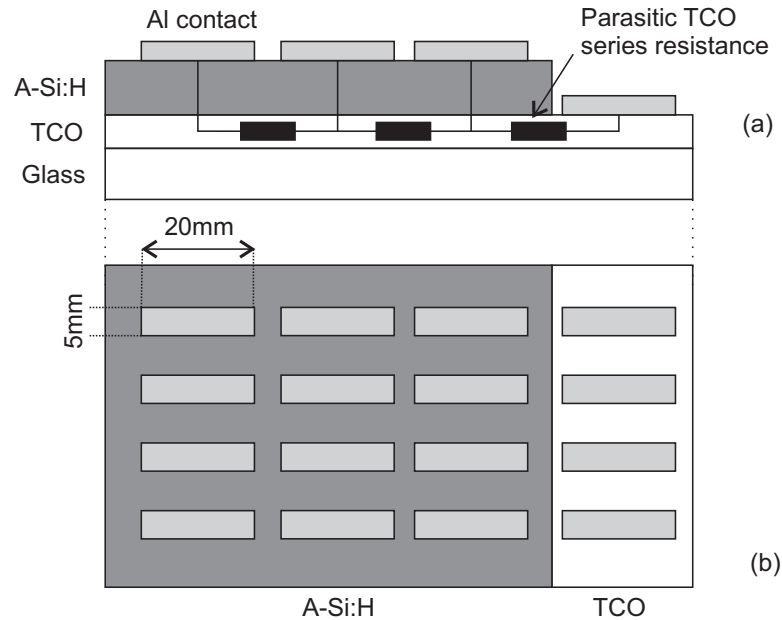 Al contact
Parasitic TCO
series resistance
A-Si:H
TCO
(a)
Glass
20mm
5mm
(b)
A-Si:H
TCO